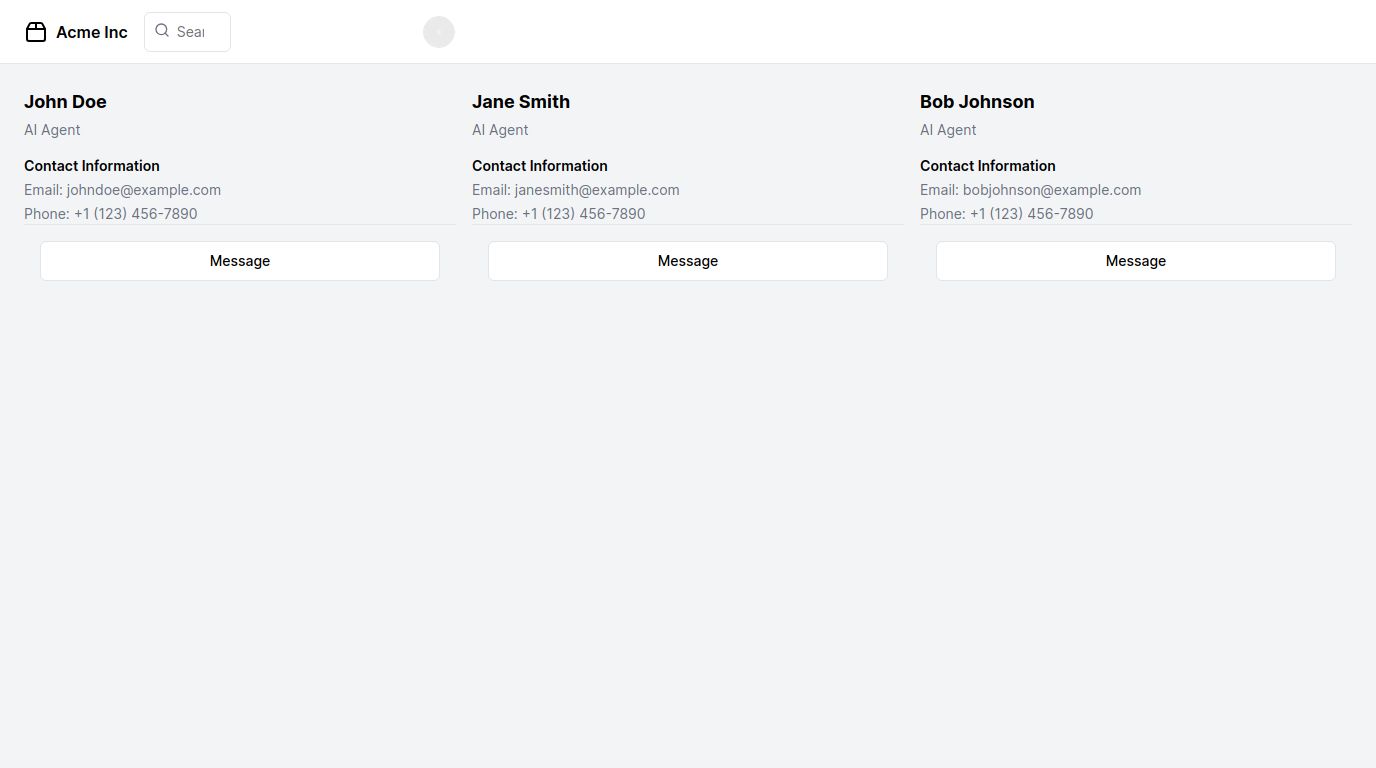 Acme Inc
Sear
John Doe
AI Agent
Contact Information
Email: johndoe@example.com
Phone: +1 (123) 456-7890
Message
Jane Smith
AI Agent
Contact Information
Email: janesmith@example.com
Phone: +1 (123) 456-7890
Message
Bob Johnson
AI Agent
Contact Information
Email: bobjohnson@example.com
Phone: +1 (123) 456-7890
Message